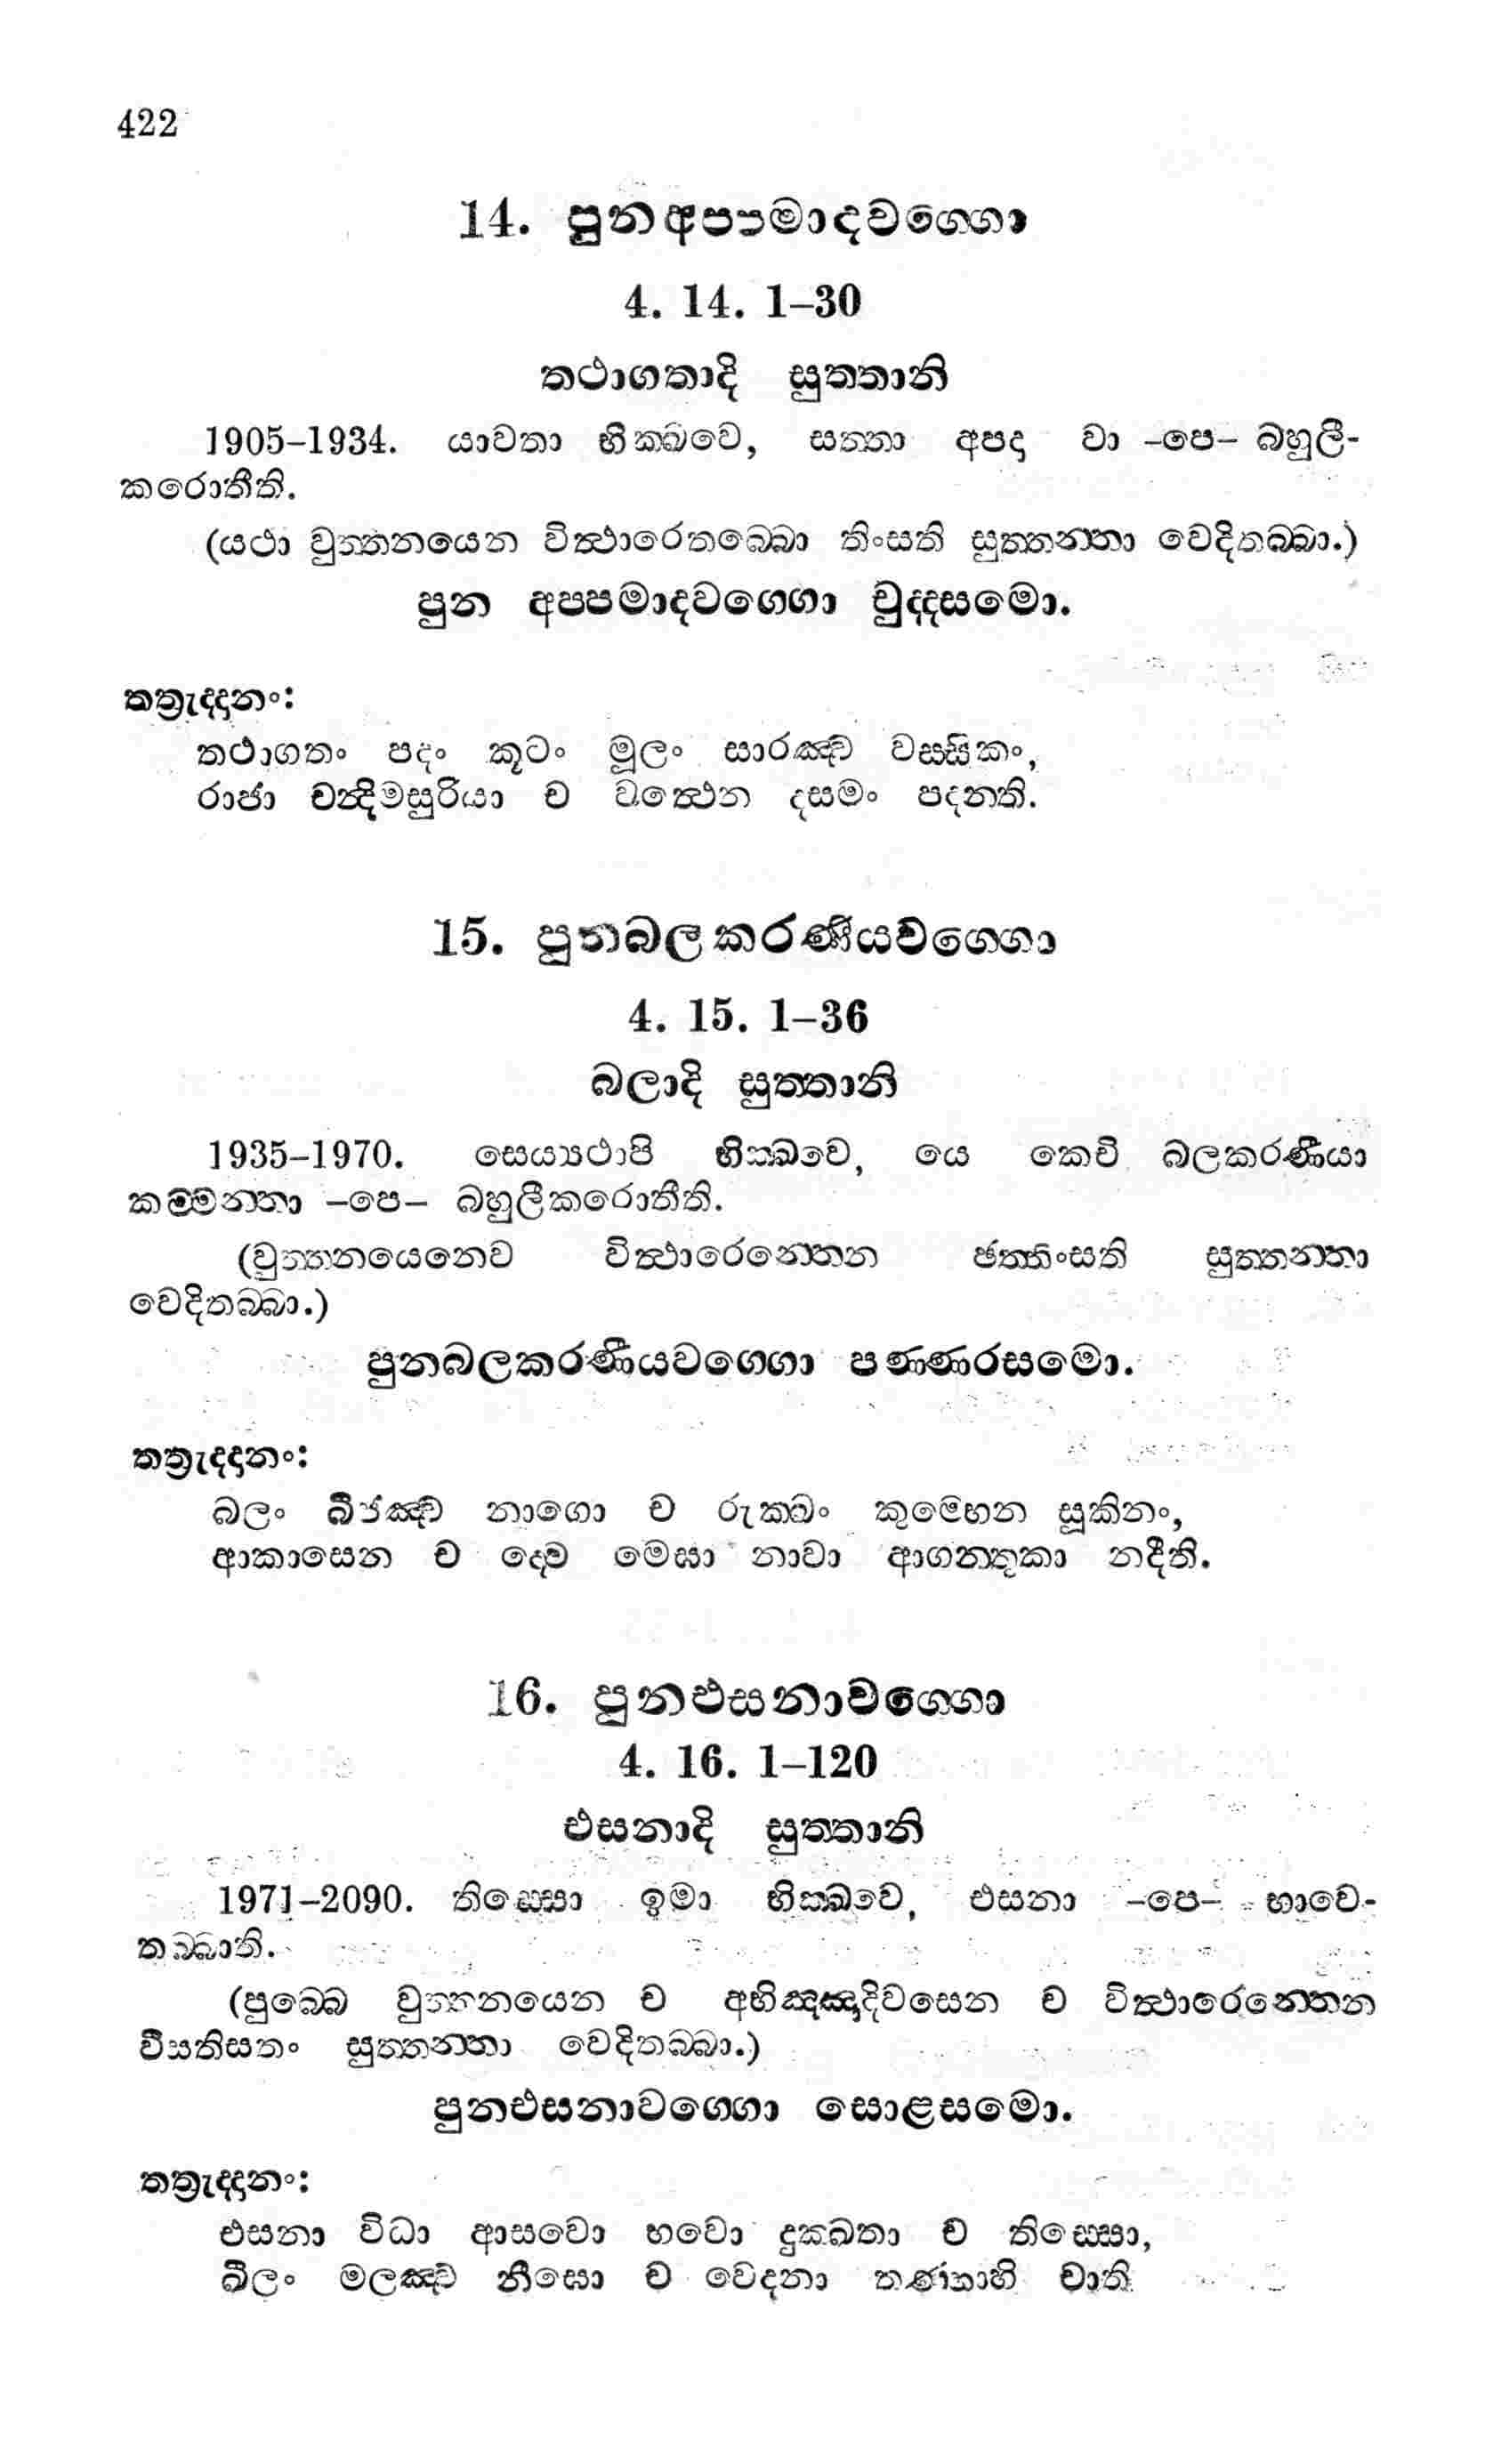 422
14. පුනඅප්පමාදවග්ගො
4. 14. 1–30
තථාගතාදි සුත්තානි
1905–1934. යාවතා භික්ඛවෙ, සත්තා අපදා වා –පෙ– බහුලී-
කරොතීති.
(යථා වුත්තනයෙන විත්ථාරෙතබ්බො තිංසති සුත්තන්තා වෙදිතබ්බා.)
පුන අප්පමාදවග්ගො චුද්දසමො.
තත්‍රුද්දානං:
තථාගතං පදං කූටං මූලං සාරඤ්ච වස්සිකං,
රාජා චන්දිමසුරියා ච වත්ථෙන දසමං පදන්ති.
15. පුනබලකරණීයවග්ගො
4. 15. 1–36
බලාදි සුත්තානි
1935–1970. සෙය්‍යථාපි භික්ඛවෙ, යෙ කෙචි බලකරණීයා
කම්මන්තා –පෙ– බහුලීකරොතීති.
(වුත්තනයෙනෙව විත්ථාරෙන්තෙන ඡත්තිංසති සුත්තන්තා
වෙදිතබ්බා.)
පුනබලකරණීයවග්ගො පණ්ණරසමො.
තත්‍රුද්දානං:
බලං බීජඤ්ච නාගො ච රුක්ඛං කුම්භෙන සූකිනං,
ආකාසෙන ච ද්වෙ මෙඝා නාවා ආගන්තුකා නදීති.
16. පුනඑසනාවග්ගො
4. 16. 1–120
එසනාදි සුත්තානි
1971–2090. තිස්සො ඉමා භික්ඛවෙ, එසනා –පෙ– භාවෙ-
තබ්බාති.
(පුබ්බෙ වුත්තනයෙන ච අභිඤ්ඤාදිවසෙන ච විත්ථාරෙන්තෙන
වීසතිසතං සුත්තන්තා වෙදිතබ්බා.)
පුනඑසනාවග්ගො සොළසමො.
තත්‍රුද්දානං:
එසනා විධා ආසවො භවො දුක්ඛතා ච තිස්සො,
ඛීලං මලඤ්ච නීඝො ච වෙදනා තණ්හාහි චාති